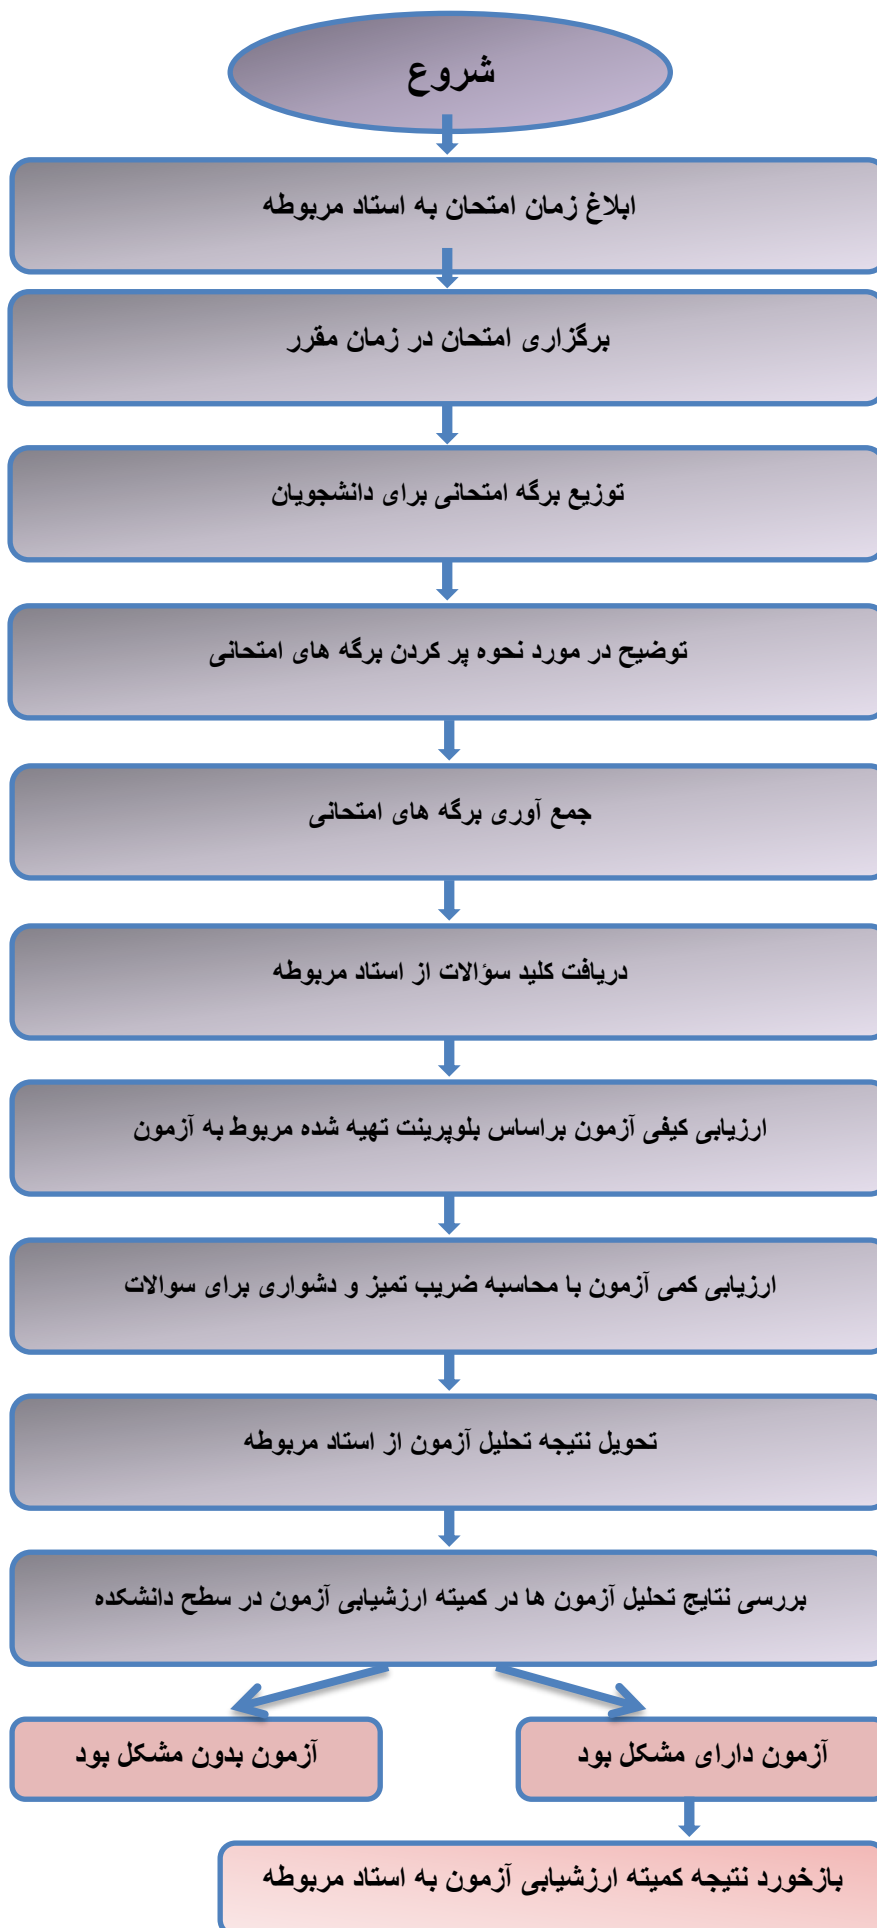 شروع
ابلاغ زمان امتحان به استاد مربوطه
برگزاری امتحان در زمان مقرر
توزیع برگه امتحانی برای دانشجویان
توضیح در مورد نحوه پر کردن برگه های امتحانی
جمع آوری برگه های امتحانی
دریافت کلید سؤالات از استاد مربوطه
ارزیابی کیفی آزمون براساس بلوپرینت تهیه شده مربوط به آزمون
ارزیابی کمی آزمون با محاسبه ضریب تمیز و دشواری برای سوالات
تحویل نتیجه تحلیل آزمون از استاد مربوطه
بررسی نتایج تحلیل آزمون ها در کمیته ارزشیابی آزمون در سطح دانشکده
آزمون دارای مشکل بود
آزمون بدون مشکل بود
بازخورد نتیجه کمیته ارزشیابی آزمون به استاد مربوطه